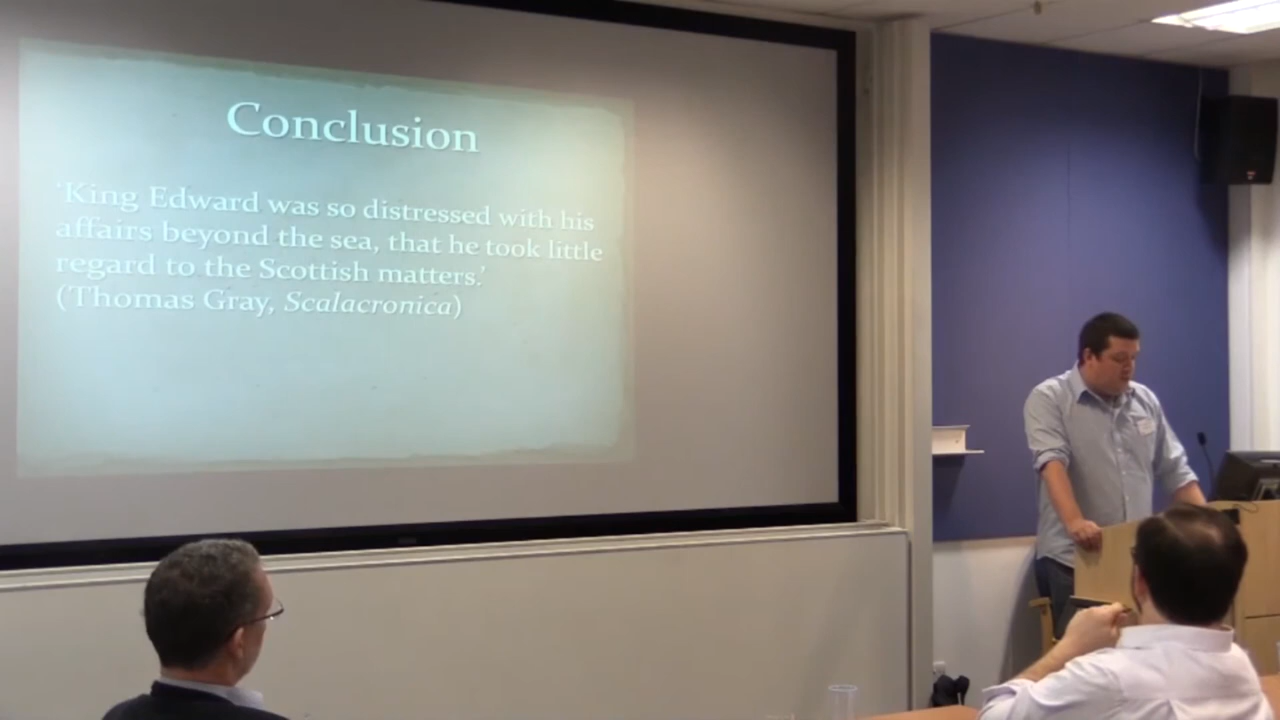 Conclusion
'King Edward was so distressed with his
affairs beyond the sea, that he took little
regard to the Scottish matters.'
(Thomas Gray, Scalacronica)